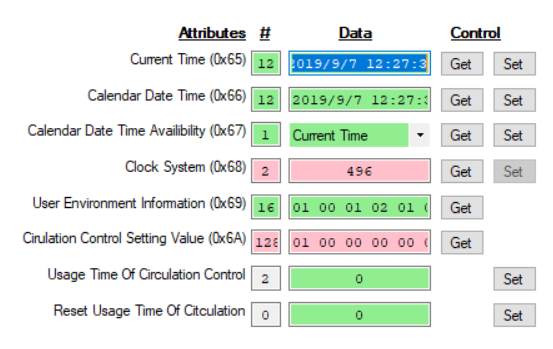 Attributes # Data Control
Current Time (0x65) 12 2019/9/7 12:27:3 Get Set
Calendar Date Time (0x66) 12 2019/9/7 12:27: Get Set
Calendar Date Time Availibility (0x67) 1 Current Time Get Set
Clock System (0x68) 2 496 Get Set
User Environment Information (0x69) 16 01 00 01 02 01 Get
Cirulation Control Setting Value (0x6A) 128 01 00 00 00 00 Get
Usage Time Of Circulation Control 2 0 Set
Reset Usage Time Of Citculation 0 0 Set